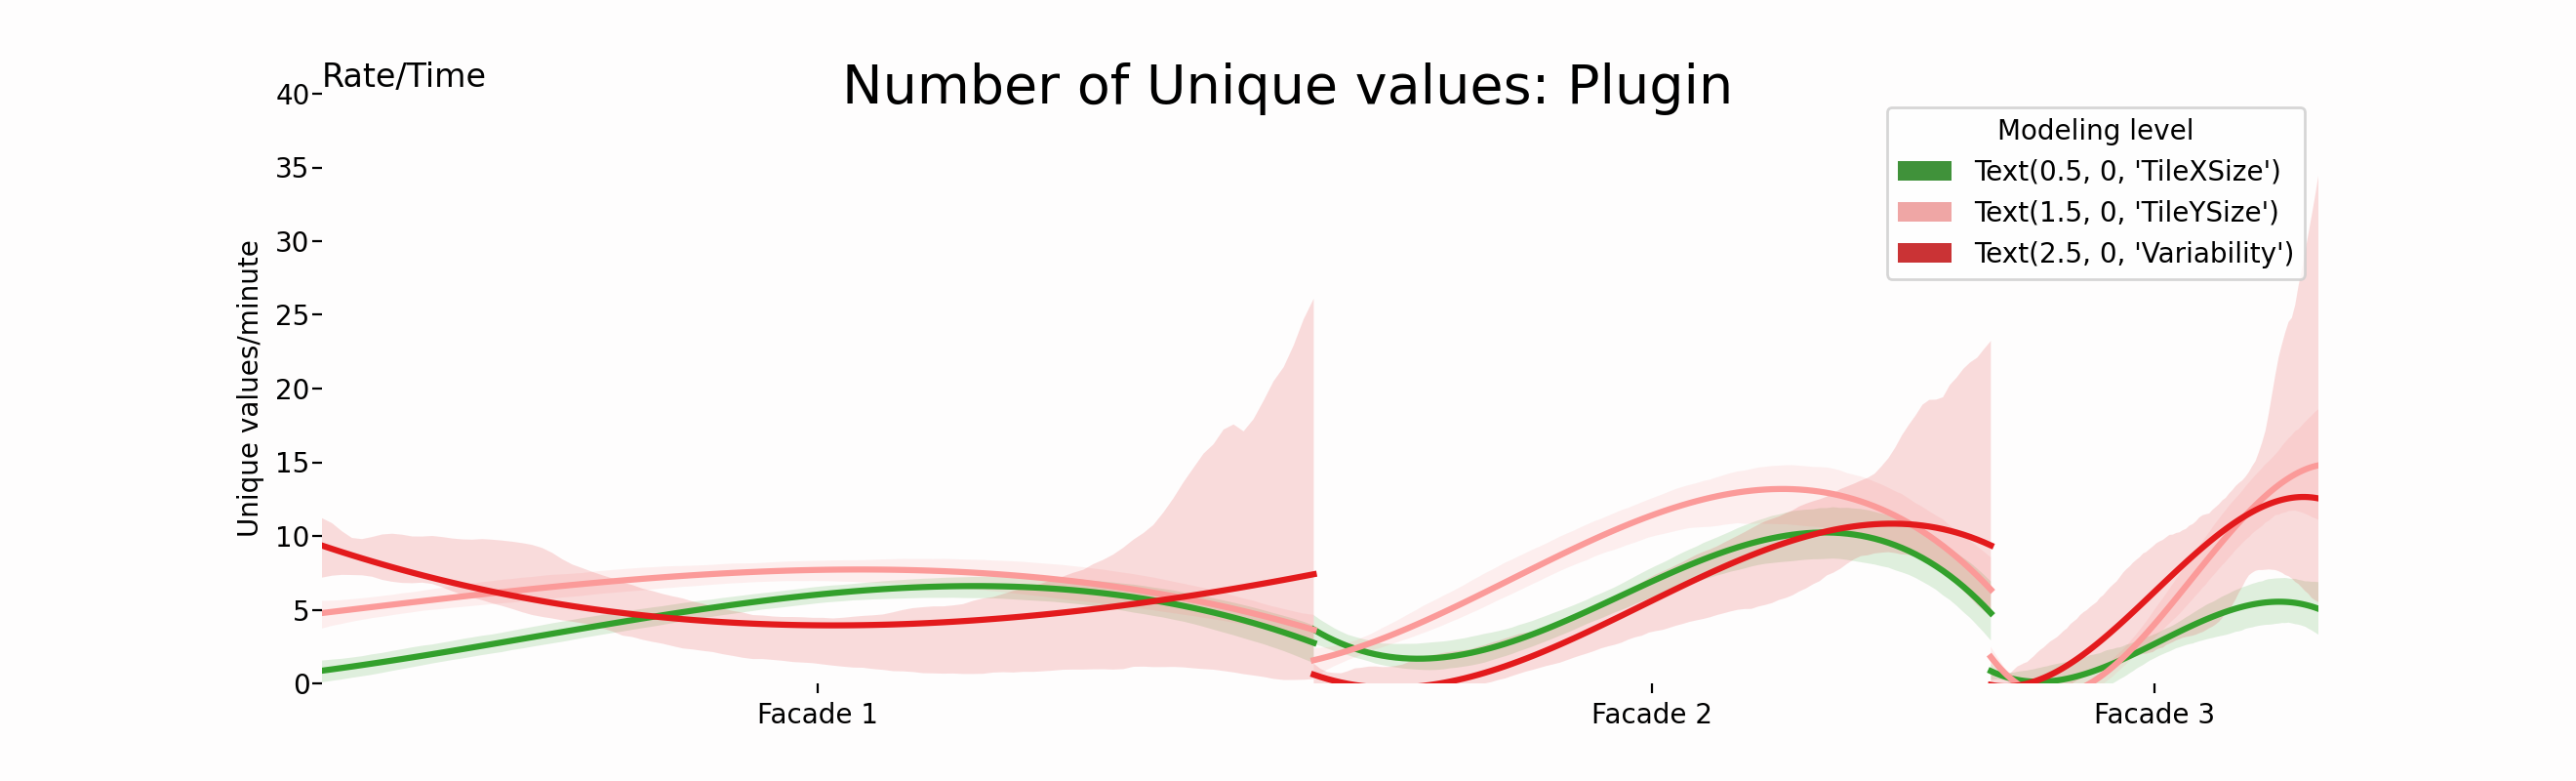 Number of Unique values: Plugin
Rate/Time
Unique values/minute
40
35
30
25
20
15
10
5
0
Modeling level
Text(0.5, 0, 'TileXSize')
Text(1.5, 0, 'TileYSize')
Text(2.5, 0, 'Variability')
Facade 1
Facade 2
Facade 3